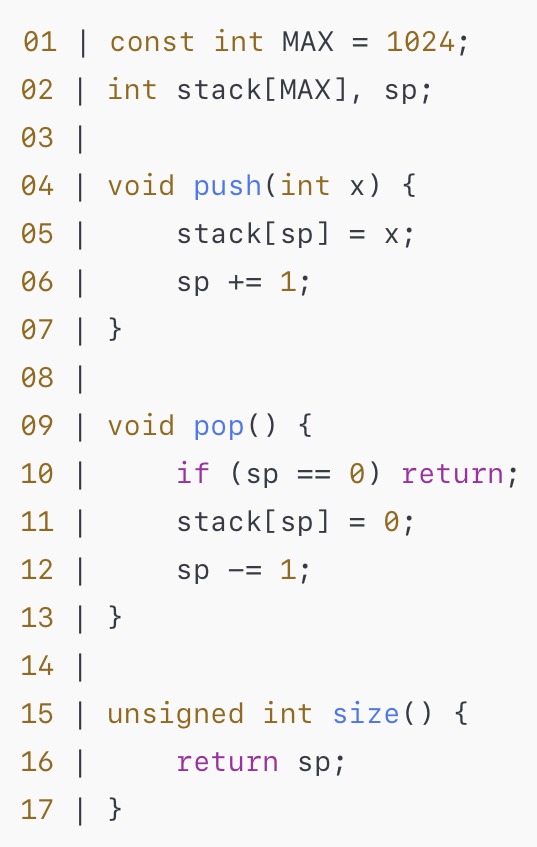 01 | const int MAX = 1024;
02 | int stack[MAX], sp;
03 |
04 | void push(int x) {
05 |     stack[sp] = x;
06 |     sp += 1;
07 | }
08 |
09 | void pop() {
10 |     if (sp == 0) return;
11 |     stack[sp] = 0;
12 |     sp -= 1;
13 | }
14 |
15 | unsigned int size() {
16 |     return sp;
17 | }